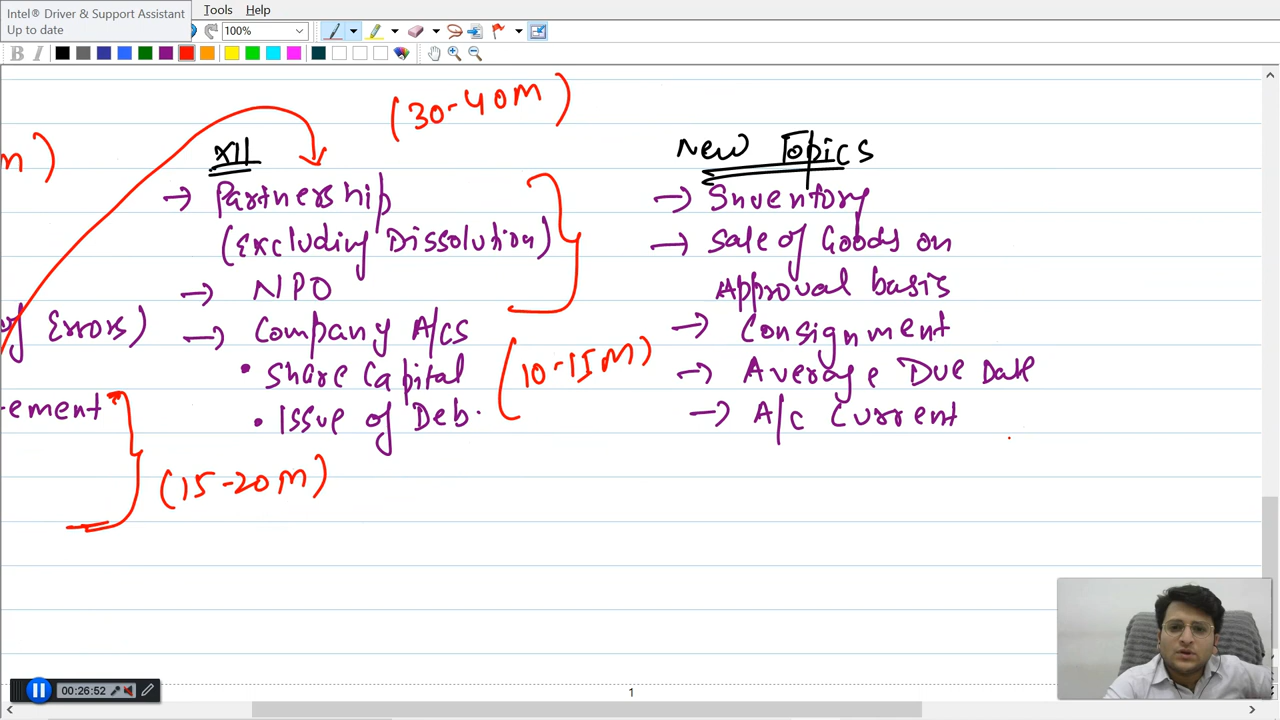 Intel® Driver & Support Assistant
Up to date
Tools Help
100%
B I
(30-40M)
m)
XII
→ Partnership
(Excluding Dissolution)
→ NPO
of Errors)
→ Company A/cs
• Share Capital
(10-15M)
ement
• Issue of Deb.
(15-20M)
New Topics
→ Inventory
→ Sale of Goods on
Approval basis
→ Consignment
→ Average Due Date
→ A/c Current
1
00:26:52